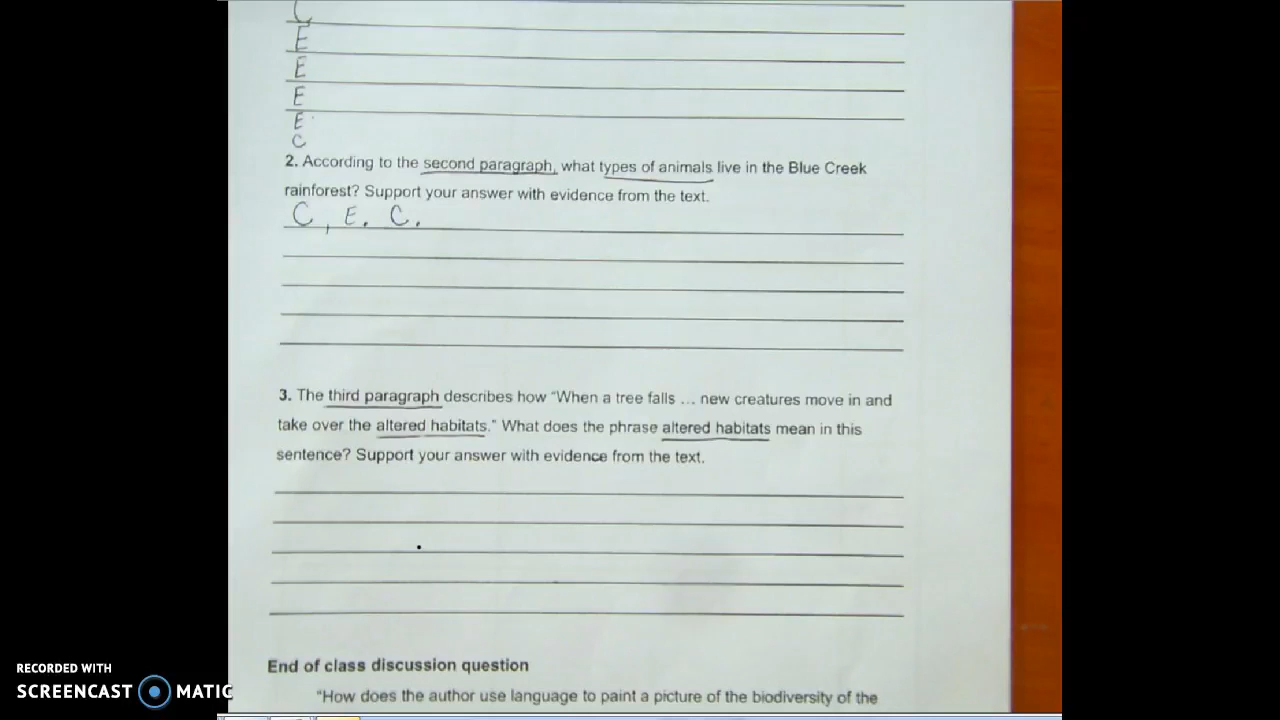 C
E
E
E
E
C
2. According to the second paragraph, what types of animals live in the Blue Creek
rainforest? Support your answer with evidence from the text.
C, E. C.
3. The third paragraph describes how “When a tree falls ... new creatures move in and
take over the altered habitats.” What does the phrase altered habitats mean in this
sentence? Support your answer with evidence from the text.
End of class discussion question
“How does the author use language to paint a picture of the biodiversity of the
RECORDED WITH
SCREENCAST MATIC